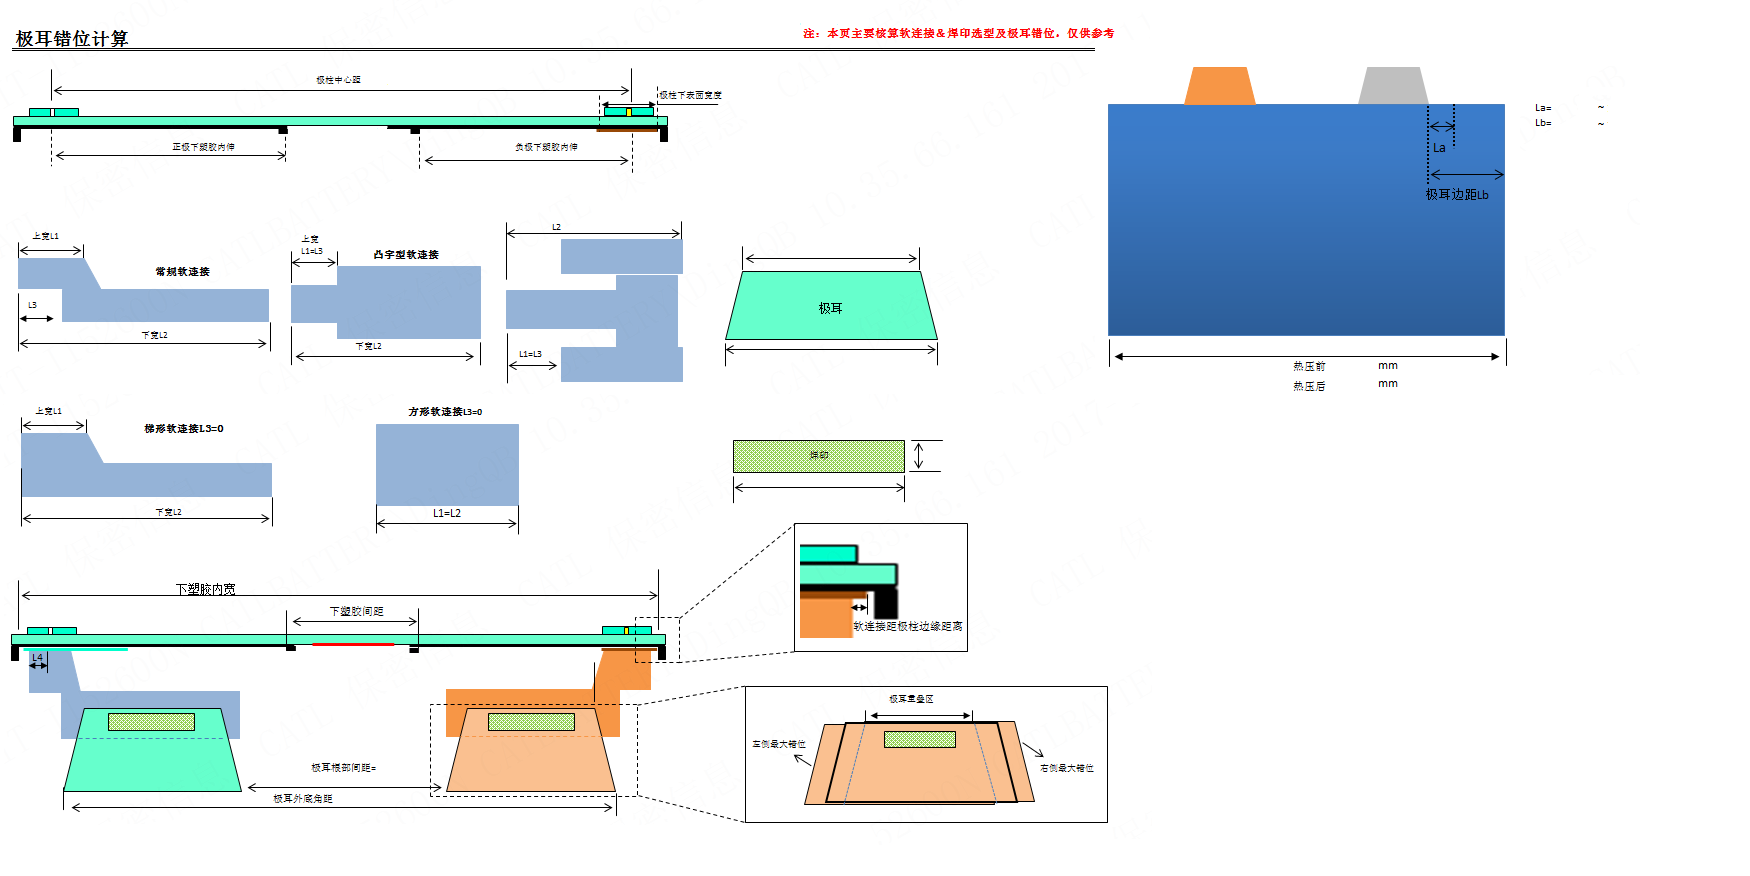 极耳错位计算
注：本页主要核算软连接＆焊印选型及极耳错位，仅供参考
极柱中心距
极柱下表面宽度
正极下塑胶内伸
负极下塑胶内伸
La=
~
Lb=
~
La
极耳边距Lb
热压前
mm
热压后
mm
上宽L1
常规软连接
L3
下宽L2
上宽
L1=L3
凸字型软连接
下宽L2
L2
L1=L3
极耳
上宽L1
梯形软连接L3=0
下宽L2
方形软连接L3=0
L1=L2
焊印
下塑胶内宽
下塑胶间距
L4
软连接距极柱边缘距离
极耳根部间距=
极耳外底角距
极耳重叠区
左侧最大错位
右侧最大错位